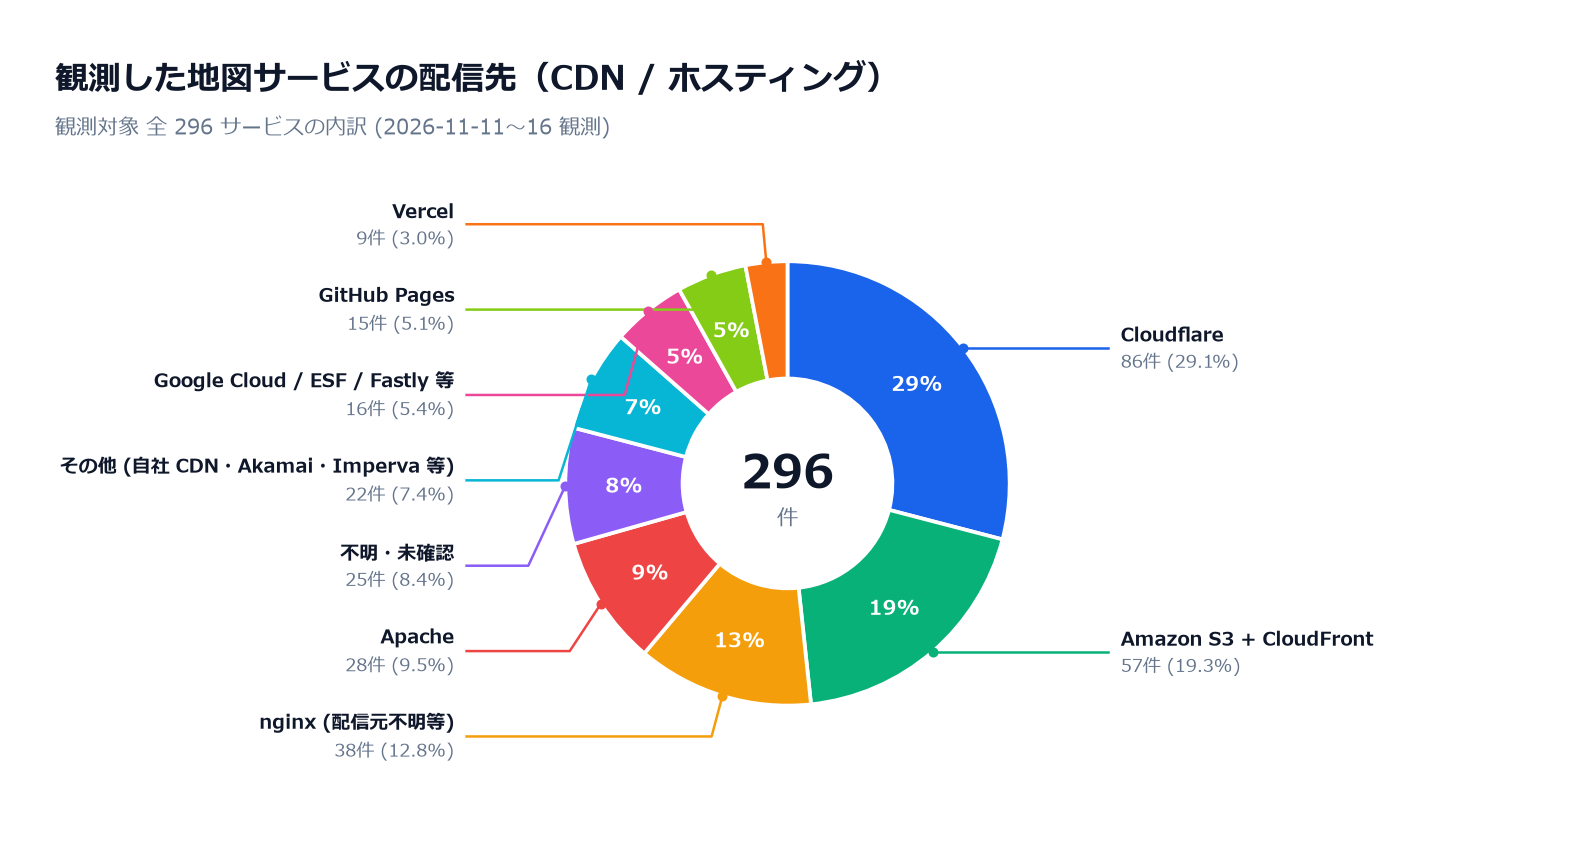 観測した地図サービスの配信先（CDN / ホスティング）
観測対象 全 296 サービスの内訳 (2026-11-11～16 観測)
Vercel
9件 (3.0%)
GitHub Pages
15件 (5.1%)
Google Cloud / ESF / Fastly 等
16件 (5.4%)
その他 (自社 CDN・Akamai・Imperva 等)
22件 (7.4%)
不明・未確認
25件 (8.4%)
Apache
28件 (9.5%)
nginx (配信元不明等)
38件 (12.8%)
Cloudflare
86件 (29.1%)
Amazon S3 + CloudFront
57件 (19.3%)
29%
19%
13%
9%
8%
7%
5%
5%
296
件